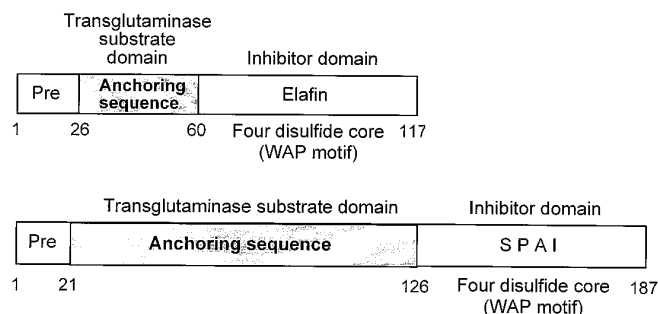 Transglutaminase
substrate
domain
Inhibitor domain
Pre
Anchoring
sequence
Elafin
1 26 60 Four disulfide core 117
(WAP motif)
Transglutaminase substrate domain Inhibitor domain
Pre Anchoring sequence S P A I
1 21 126 Four disulfide core 187
(WAP motif)